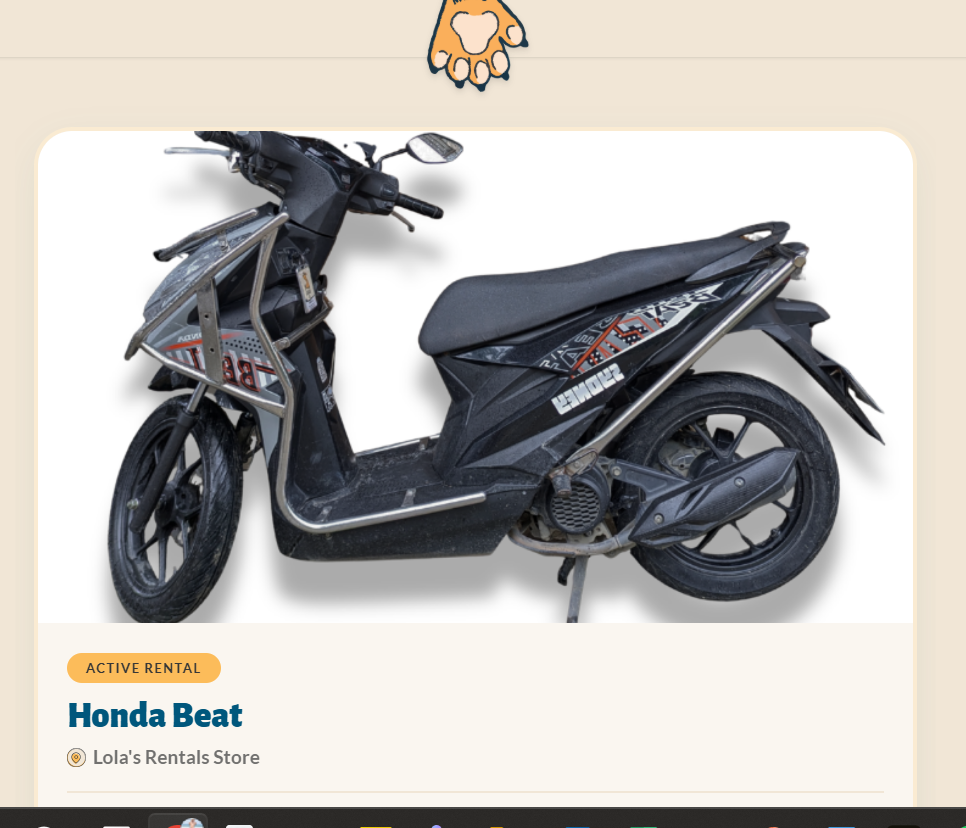 ACTIVE RENTAL
Honda Beat
Lola's Rentals Store